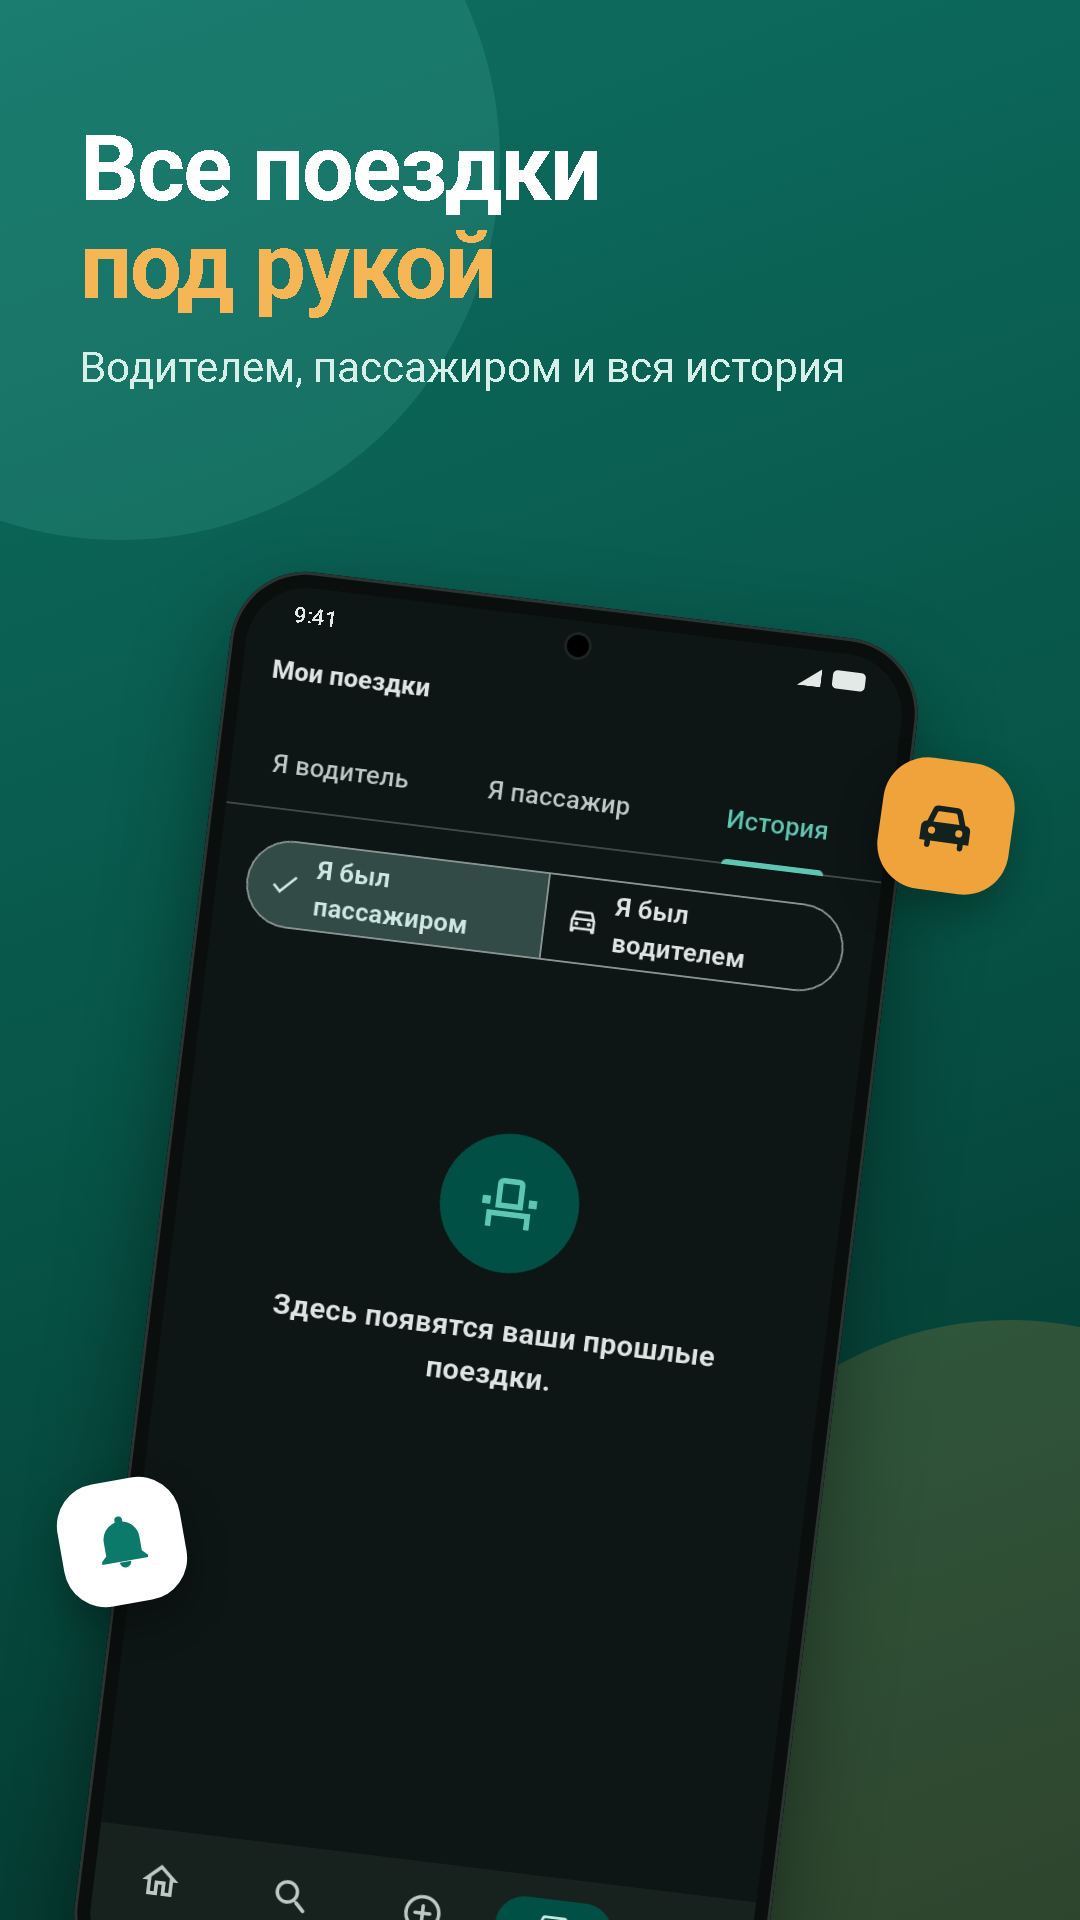 Все поездки
под рукой
Водителем, пассажиром и вся история
9:41
Мои поездки
Я водитель
Я пассажир
История
Я был
пассажиром
Я был
водителем
Здесь появятся ваши прошлые
поездки.